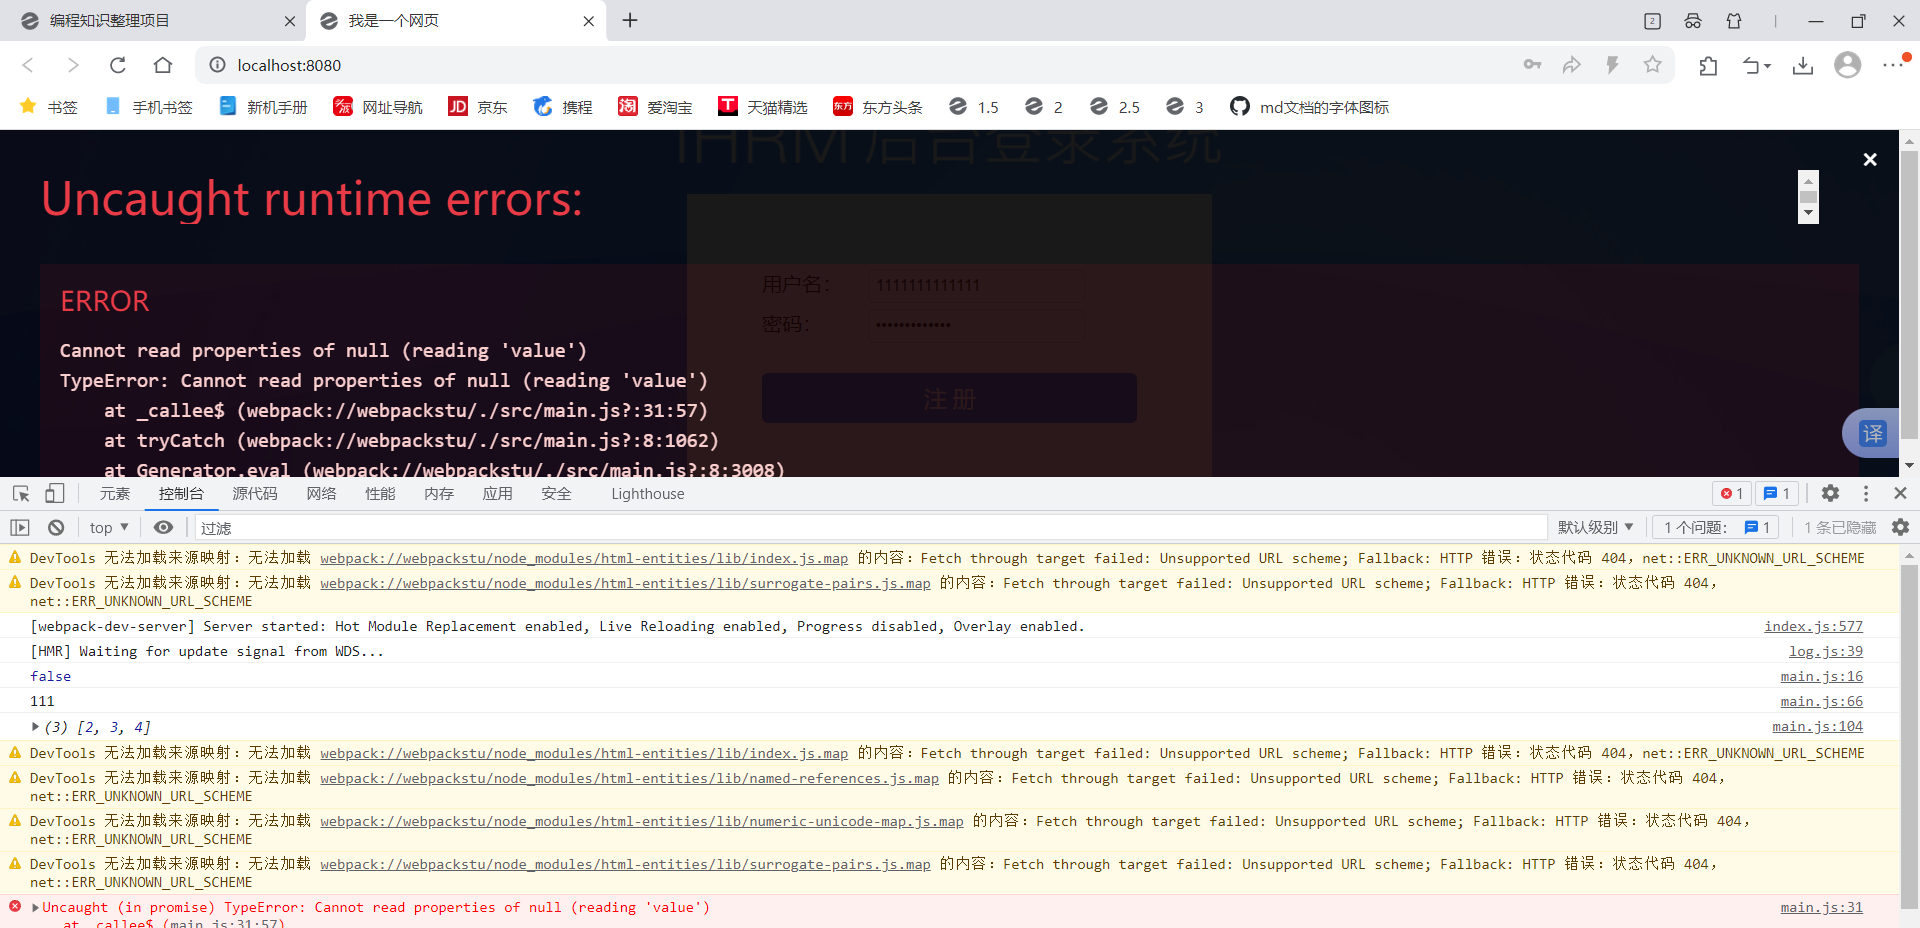 编程知识整理项目
我是一个网页
2
localhost:8080
书签 手机书签 新机手册 网址导航 JD 京东 携程 淘 爱淘宝 T 天猫精选 东方 东方头条 1.5 2 2.5 3 md文档的字体图标
IHRM 后台登录系统
Uncaught runtime errors:
用户名： 1111111111111
ERROR
密码： •••••••••••••
Cannot read properties of null (reading 'value')
TypeError: Cannot read properties of null (reading 'value')
注 册
at _callee$ (webpack://webpackstu/./src/main.js?:31:57)
at tryCatch (webpack://webpackstu/./src/main.js?:8:1062)
at Generator.eval (webpack://webpackstu/./src/main.js?:8:3008)
译
元素 控制台 源代码 网络 性能 内存 应用 安全 Lighthouse 1 1
top 过滤 默认级别 1 个问题： 1 1 条已隐藏
DevTools 无法加载来源映射：无法加载 webpack://webpackstu/node_modules/html-entities/lib/index.js.map 的内容：Fetch through target failed: Unsupported URL scheme; Fallback: HTTP 错误：状态代码 404，net::ERR_UNKNOWN_URL_SCHEME
DevTools 无法加载来源映射：无法加载 webpack://webpackstu/node_modules/html-entities/lib/surrogate-pairs.js.map 的内容：Fetch through target failed: Unsupported URL scheme; Fallback: HTTP 错误：状态代码 404，
net::ERR_UNKNOWN_URL_SCHEME
[webpack-dev-server] Server started: Hot Module Replacement enabled, Live Reloading enabled, Progress disabled, Overlay enabled. index.js:577
[HMR] Waiting for update signal from WDS... log.js:39
false main.js:16
111 main.js:66
(3) [2, 3, 4] main.js:104
DevTools 无法加载来源映射：无法加载 webpack://webpackstu/node_modules/html-entities/lib/index.js.map 的内容：Fetch through target failed: Unsupported URL scheme; Fallback: HTTP 错误：状态代码 404，net::ERR_UNKNOWN_URL_SCHEME
DevTools 无法加载来源映射：无法加载 webpack://webpackstu/node_modules/html-entities/lib/named-references.js.map 的内容：Fetch through target failed: Unsupported URL scheme; Fallback: HTTP 错误：状态代码 404，
net::ERR_UNKNOWN_URL_SCHEME
DevTools 无法加载来源映射：无法加载 webpack://webpackstu/node_modules/html-entities/lib/numeric-unicode-map.js.map 的内容：Fetch through target failed: Unsupported URL scheme; Fallback: HTTP 错误：状态代码 404，
net::ERR_UNKNOWN_URL_SCHEME
DevTools 无法加载来源映射：无法加载 webpack://webpackstu/node_modules/html-entities/lib/surrogate-pairs.js.map 的内容：Fetch through target failed: Unsupported URL scheme; Fallback: HTTP 错误：状态代码 404，
net::ERR_UNKNOWN_URL_SCHEME
Uncaught (in promise) TypeError: Cannot read properties of null (reading 'value') main.js:31
at _callee$ (main.js:31:57)